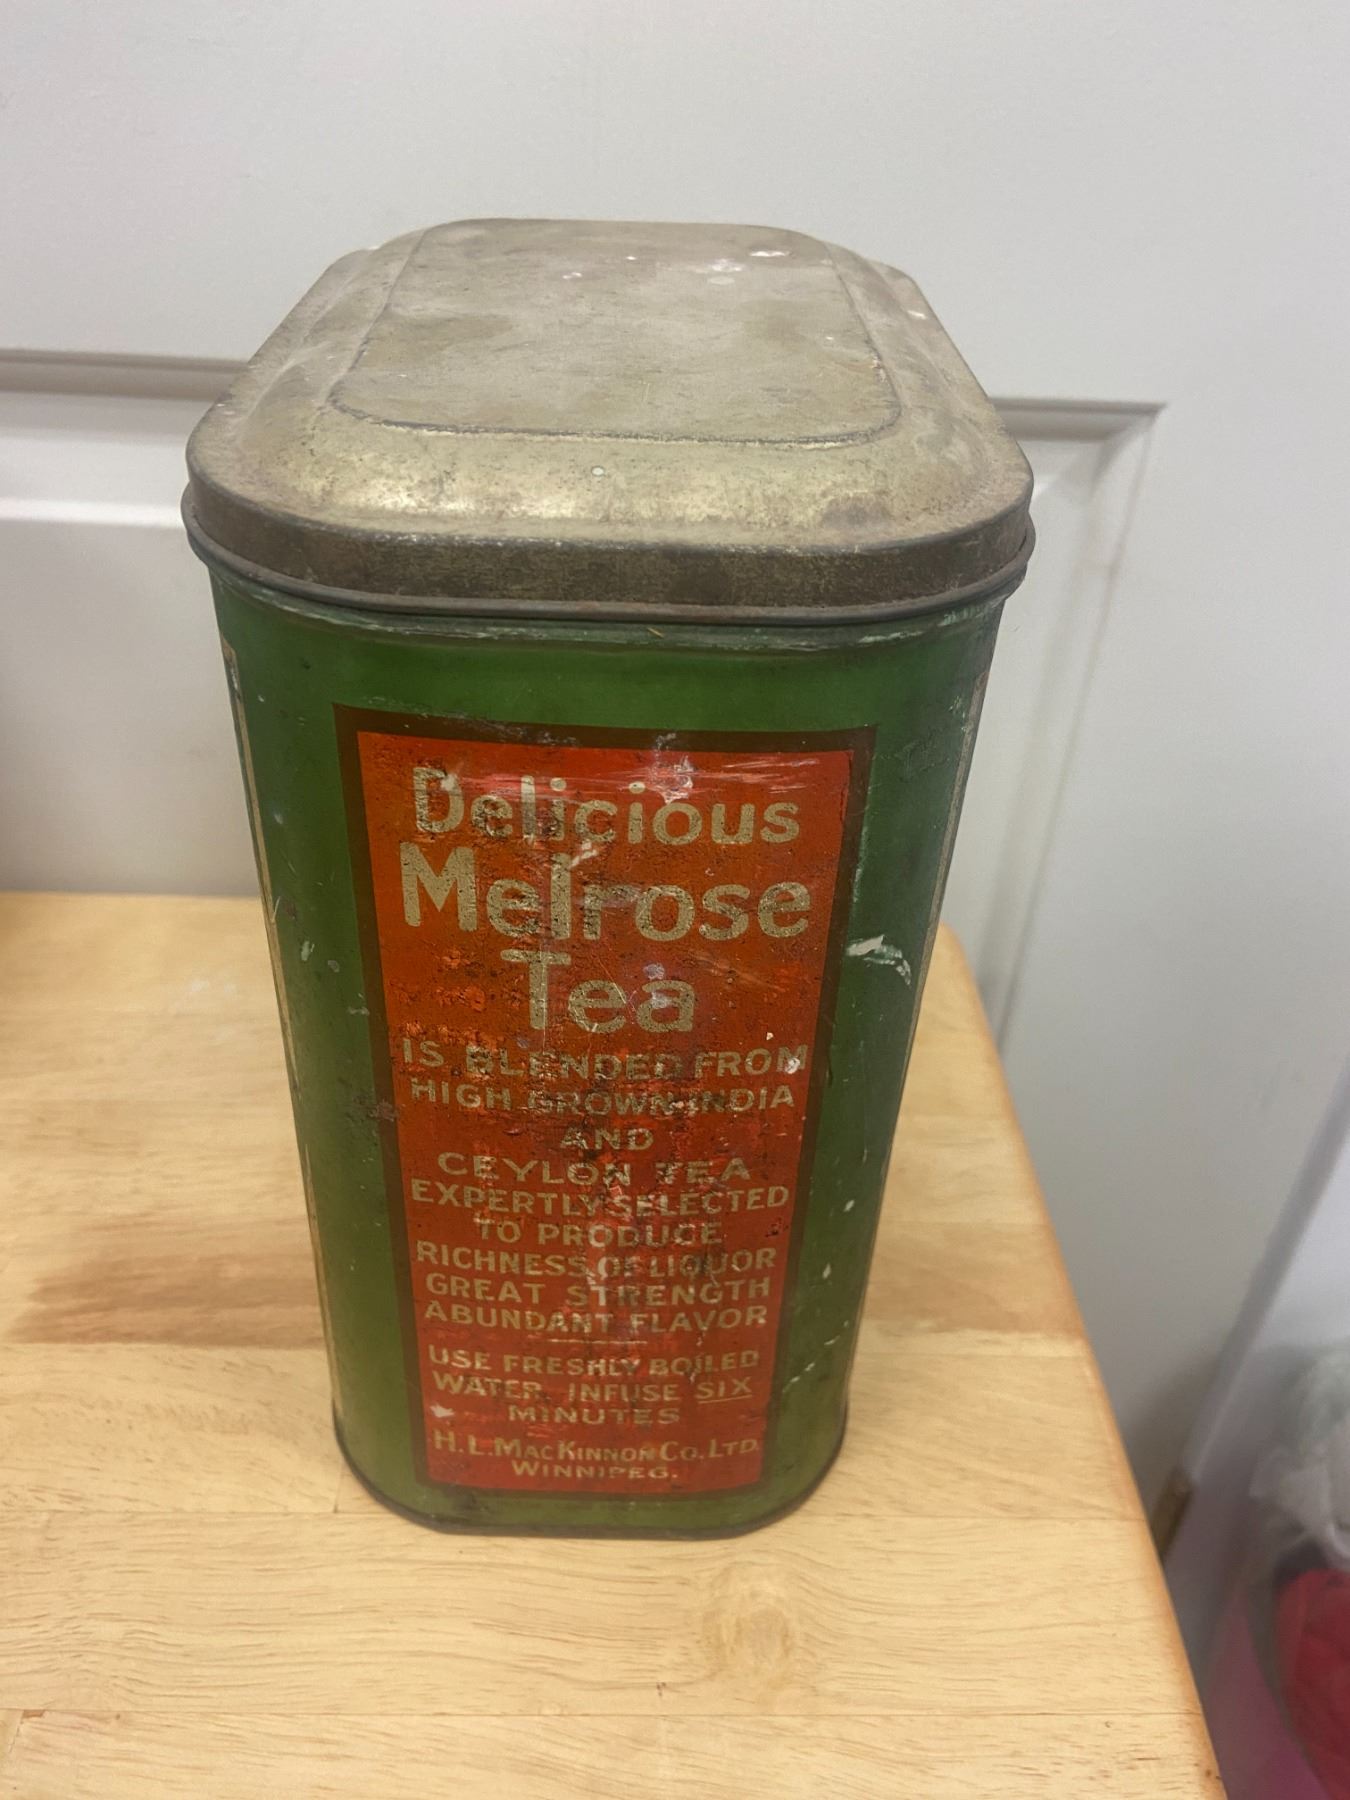 Delicious
Melrose
Tea
IS BLENDED FROM
HIGH GROWN INDIA
AND
CEYLON TEA
EXPERTLY SELECTED
TO PRODUCE
RICHNESS OF LIQUOR
GREAT STRENGTH
ABUNDANT FLAVOR
USE FRESHLY BOILED
WATER. INFUSE SIX
MINUTES
H.L. MACKINNON CO. LTD.
WINNIPEG.